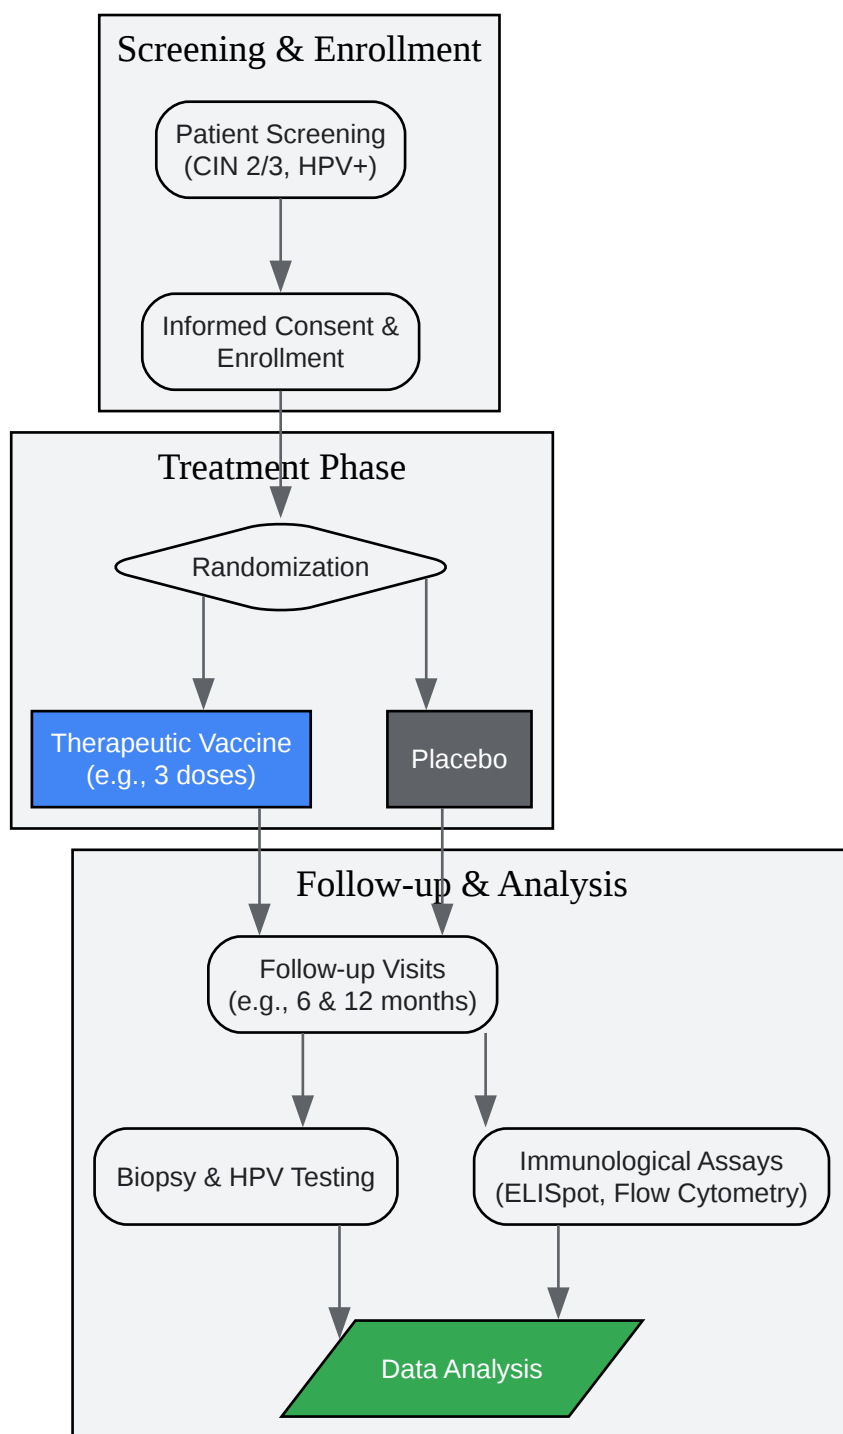 Screening & Enrollment
Patient Screening
(CIN 2/3, HPV+)
Informed Consent &
Enrollment
Treatment Phase
Randomization
Therapeutic Vaccine
(e.g., 3 doses)
Placebo
Follow-up & Analysis
Follow-up Visits
(e.g., 6 & 12 months)
Biopsy & HPV Testing
Immunological Assays
(ELISpot, Flow Cytometry)
Data Analysis